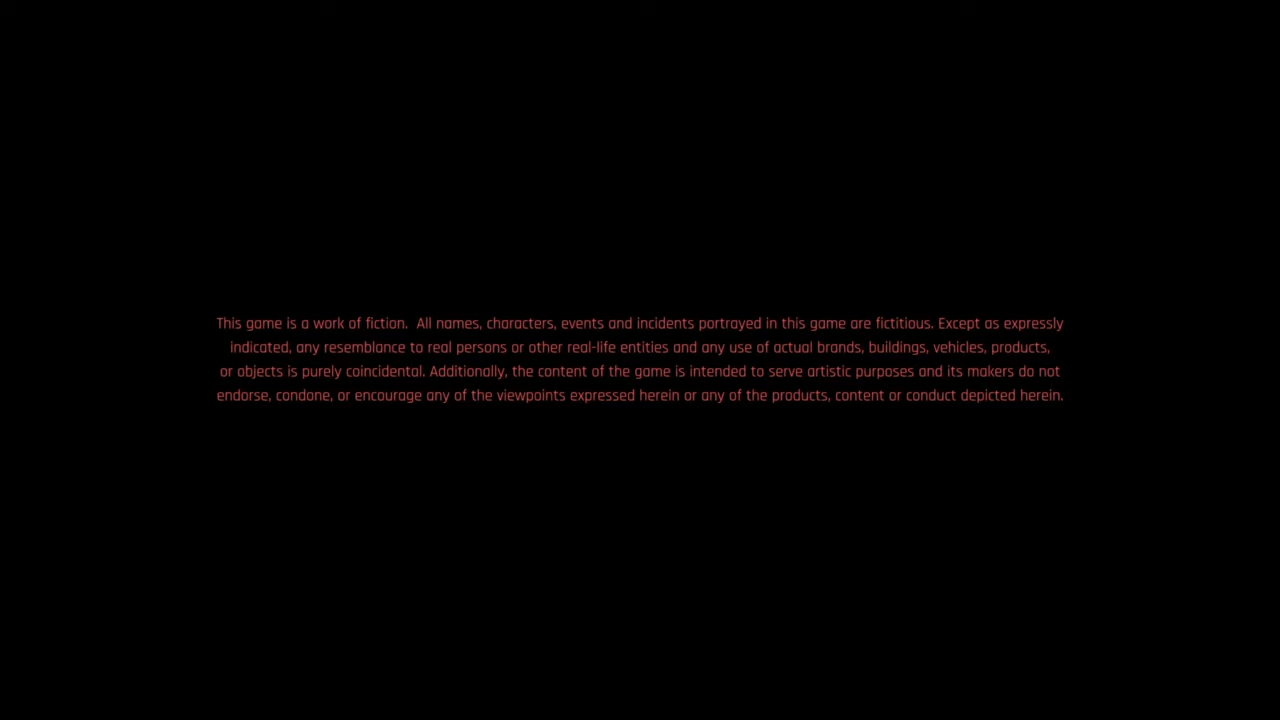 This game is a work of fiction.  All names, characters, events and incidents portrayed in this game are fictitious. Except as expressly
indicated, any resemblance to real persons or other real-life entities and any use of actual brands, buildings, vehicles, products,
or objects is purely coincidental. Additionally, the content of the game is intended to serve artistic purposes and its makers do not
endorse, condone, or encourage any of the viewpoints expressed herein or any of the products, content or conduct depicted herein.